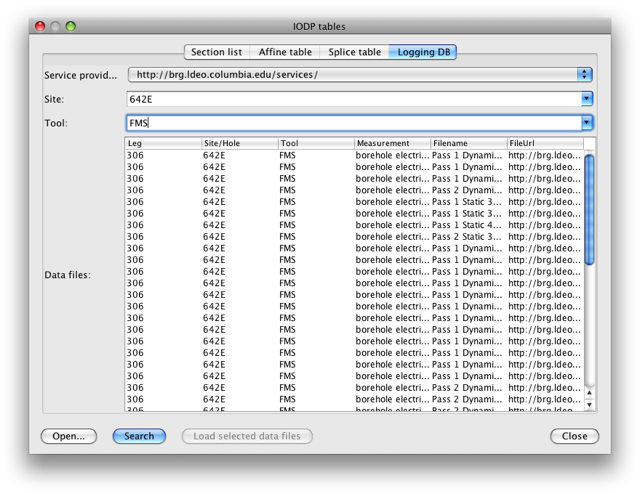 IODP tables
Section list Affine table Splice table Logging DB
Service provid... http://brg.ldeo.columbia.edu/services/
Site: 642E
Tool: FMS
Data files:
Leg Site/Hole Tool Measurement Filename FileUrl
306 642E FMS borehole electri... Pass 1 Dynami... http://brg.ldeo...
306 642E FMS borehole electri... Pass 1 Dynami... http://brg.ldeo...
306 642E FMS borehole electri... Pass 1 Dynami... http://brg.ldeo...
306 642E FMS borehole electri... Pass 2 Dynami... http://brg.ldeo...
306 642E FMS borehole electri... Pass 1 Static 3... http://brg.ldeo...
306 642E FMS borehole electri... Pass 1 Static 3... http://brg.ldeo...
306 642E FMS borehole electri... Pass 1 Static 4... http://brg.ldeo...
306 642E FMS borehole electri... Pass 2 Static 3... http://brg.ldeo...
306 642E FMS borehole electri... Pass 1 Dynami... http://brg.ldeo...
306 642E FMS borehole electri... Pass 1 Dynami... http://brg.ldeo...
306 642E FMS borehole electri... Pass 1 Dynami... http://brg.ldeo...
306 642E FMS borehole electri... Pass 1 Dynami... http://brg.ldeo...
306 642E FMS borehole electri... Pass 1 Dynami... http://brg.ldeo...
306 642E FMS borehole electri... Pass 1 Dynami... http://brg.ldeo...
306 642E FMS borehole electri... Pass 1 Dynami... http://brg.ldeo...
306 642E FMS borehole electri... Pass 1 Dynami... http://brg.ldeo...
306 642E FMS borehole electri... Pass 1 Dynami... http://brg.ldeo...
306 642E FMS borehole electri... Pass 1 Dynami... http://brg.ldeo...
306 642E FMS borehole electri... Pass 1 Dynami... http://brg.ldeo...
306 642E FMS borehole electri... Pass 1 Dynami... http://brg.ldeo...
306 642E FMS borehole electri... Pass 2 Dynami... http://brg.ldeo...
306 642E FMS borehole electri... Pass 2 Dynami... http://brg.ldeo...
306 642E FMS borehole electri... Pass 2 Dynami... http://brg.ldeo...
Open... Search Load selected data files Close